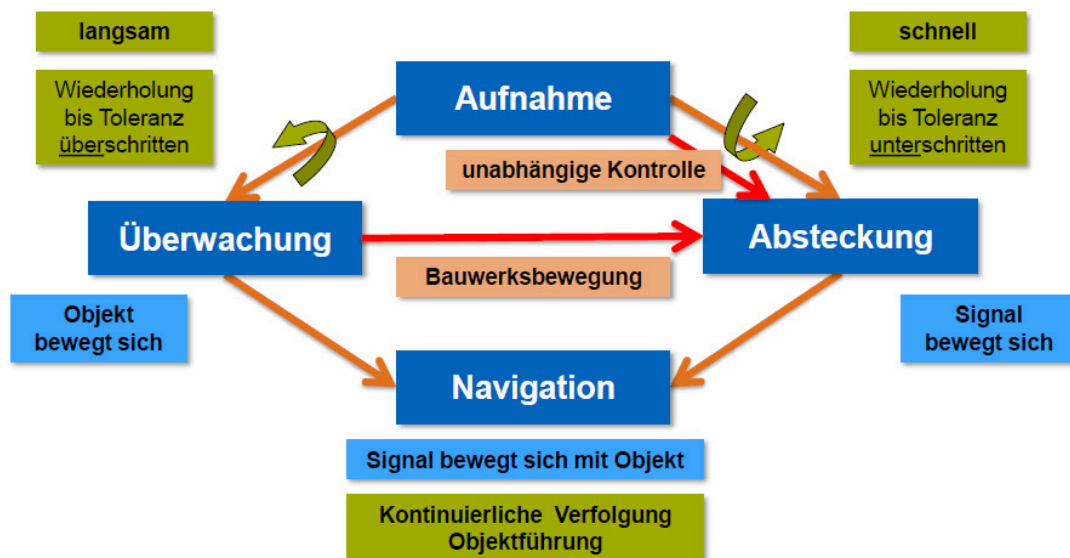 langsam
schnell
Wiederholung
bis Toleranz
überschritten
Aufnahme
Wiederholung
bis Toleranz
unterschritten
unabhängige Kontrolle
Überwachung
Absteckung
Bauwerksbewegung
Objekt
bewegt sich
Signal
bewegt sich
Navigation
Signal bewegt sich mit Objekt
Kontinuierliche Verfolgung
Objektführung